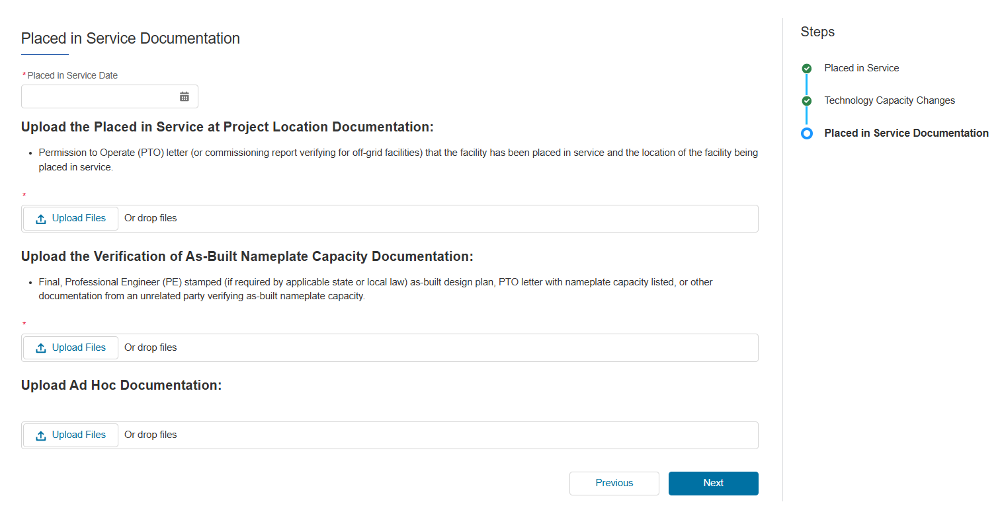 Placed in Service Documentation
*Placed in Service Date
Upload the Placed in Service at Project Location Documentation:
• Permission to Operate (PTO) letter (or commissioning report verifying for off-grid facilities) that the facility has been placed in service and the location of the facility being
placed in service.
*
Upload Files Or drop files
Upload the Verification of As-Built Nameplate Capacity Documentation:
• Final, Professional Engineer (PE) stamped (if required by applicable state or local law) as-built design plan, PTO letter with nameplate capacity listed, or other
documentation from an unrelated party verifying as-built nameplate capacity.
*
Upload Files Or drop files
Upload Ad Hoc Documentation:
Upload Files Or drop files
Previous Next
Steps
Placed in Service
Technology Capacity Changes
Placed in Service Documentation